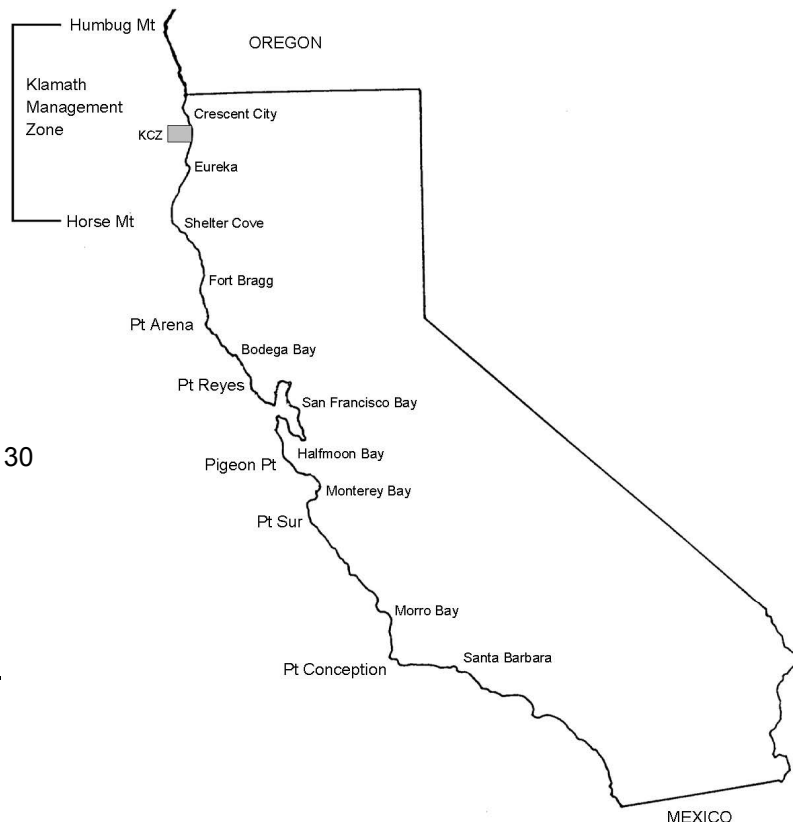 Humbug Mt
OREGON
Klamath
Management
Zone
Crescent City
KCZ
Eureka
Horse Mt
Shelter Cove
Fort Bragg
Pt Arena
Bodega Bay
Pt Reyes
San Francisco Bay
30
Halfmoon Bay
Pigeon Pt
Monterey Bay
Pt Sur
Morro Bay
Santa Barbara
Pt Conception
MEXICO